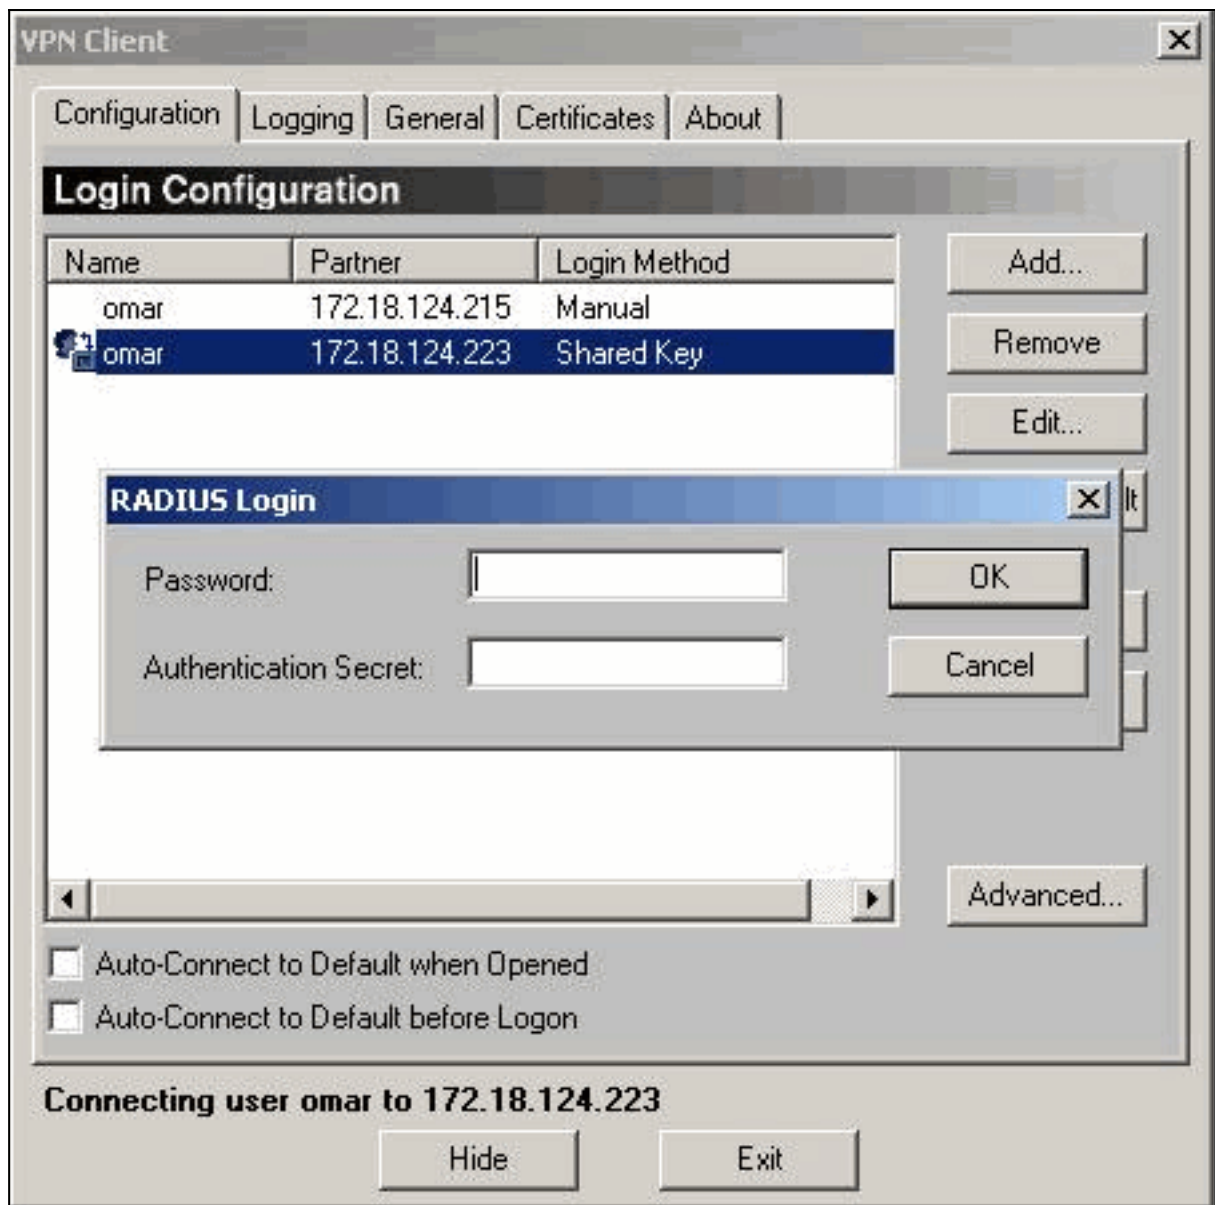 VPN Client
Configuration Logging General Certificates About
Login Configuration
Name Partner Login Method
omar 172.18.124.215 Manual
omar 172.18.124.223 Shared Key
Add...
Remove
Edit...
lt
RADIUS Login
Password:
OK
Authentication Secret:
Cancel
Advanced...
Auto-Connect to Default when Opened
Auto-Connect to Default before Logon
Connecting user omar to 172.18.124.223
Hide Exit